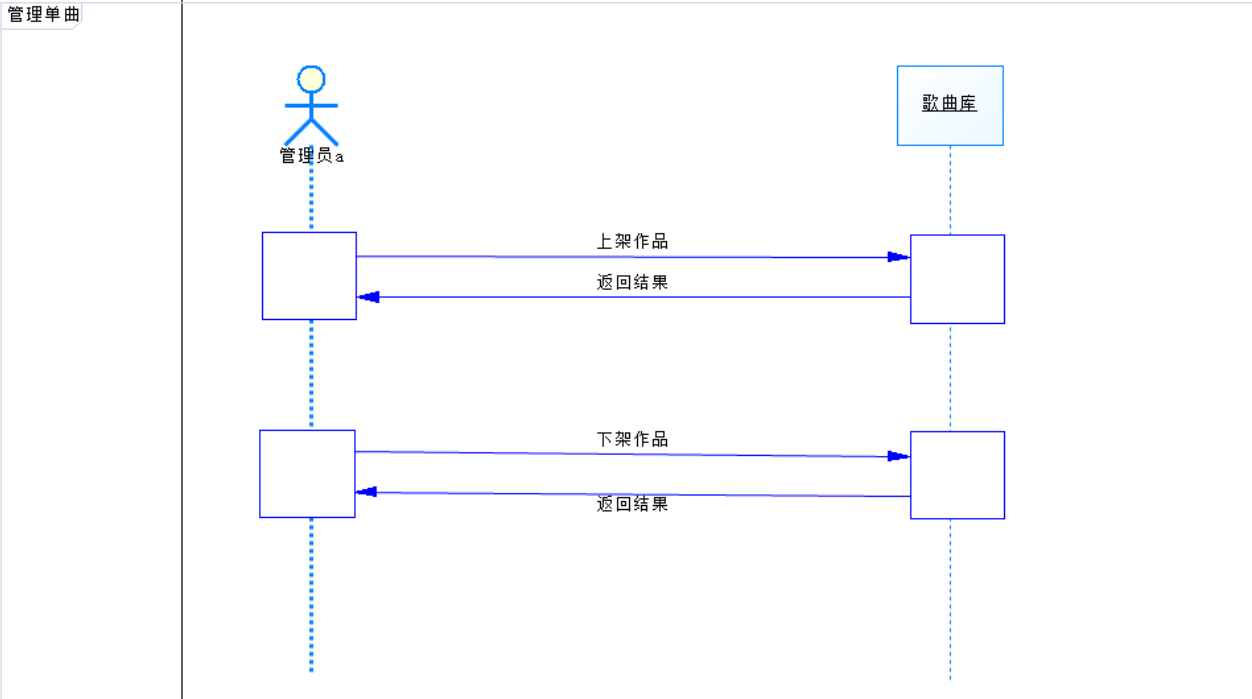 管理单曲
管理员a
歌曲库
上架作品
返回结果
下架作品
返回结果